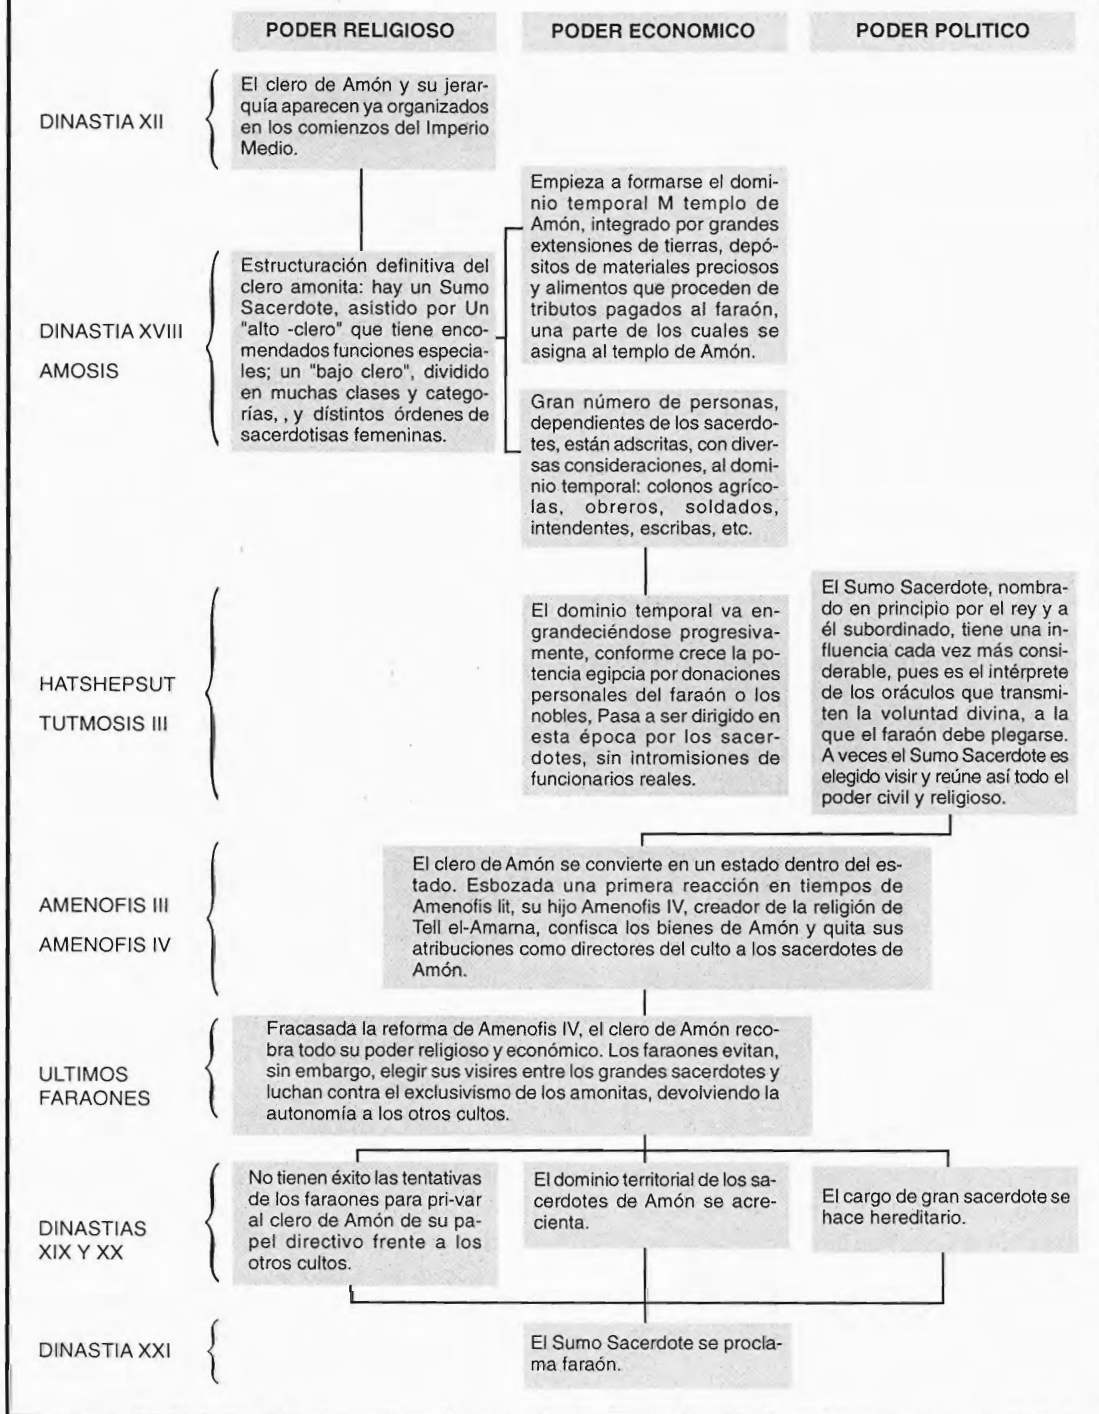 PODER RELIGIOSO
PODER ECONOMICO
PODER POLITICO
DINASTIA XII
El clero de Amón y su jerar-
quía aparecen ya organizados
en los comienzos del Imperio
Medio.
DINASTIA XVIII
AMOSIS
Estructuración definitiva del
clero amonita: hay un Sumo
Sacerdote, asistido por Un
"alto -clero" que tiene enco-
mendados funciones especia-
les; un "bajo clero", dividido
en muchas clases y catego-
rías, , y dístintos órdenes de
sacerdotisas femeninas.
Empieza a formarse el domi-
nio temporal M templo de
Amón, integrado por grandes
extensiones de tierras, depó-
sitos de materiales preciosos
y alimentos que proceden de
tributos pagados al faraón,
una parte de los cuales se
asigna al templo de Amón.
Gran número de personas,
dependientes de los sacerdo-
tes, están adscritas, con diver-
sas consideraciones, al domi-
nio temporal: colonos agríco-
las, obreros, soldados,
intendentes, escribas, etc.
HATSHEPSUT
TUTMOSIS III
El dominio temporal va en-
grandeciéndose progresiva-
mente, conforme crece la po-
tencia egipcia por donaciones
personales del faraón o los
nobles, Pasa a ser dirigido en
esta época por los sacer-
dotes, sin intromisiones de
funcionarios reales.
El Sumo Sacerdote, nombra-
do en principio por el rey y a
él subordinado, tiene una in-
fluencia cada vez más consi-
derable, pues es el intérprete
de los oráculos que transmi-
ten la voluntad divina, a la
que el faraón debe plegarse.
A veces el Sumo Sacerdote es
elegido visir y reúne así todo el
poder civil y religioso.
AMENOFIS III
AMENOFIS IV
El clero de Amón se convierte en un estado dentro del es-
tado. Esbozada una primera reacción en tiempos de
Amenofis lit, su hijo Amenofis IV, creador de la religión de
Tell el-Amarna, confisca los bienes de Amón y quita sus
atribuciones como directores del culto a los sacerdotes de
Amón.
ULTIMOS
FARAONES
Fracasada la reforma de Amenofis IV, el clero de Amón reco-
bra todo su poder religioso y económico. Los faraones evitan,
sin embargo, elegir sus visires entre los grandes sacerdotes y
luchan contra el exclusivismo de los amonitas, devolviendo la
autonomía a los otros cultos.
DINASTIAS
XIX Y XX
No tienen éxito las tentativas
de los faraones para pri-var
al clero de Amón de su pa-
pel directivo frente a los
otros cultos.
El dominio territorial de los sa-
cerdotes de Amón se acre-
cienta.
El cargo de gran sacerdote se
hace hereditario.
DINASTIA XXI
El Sumo Sacerdote se procla-
ma faraón.